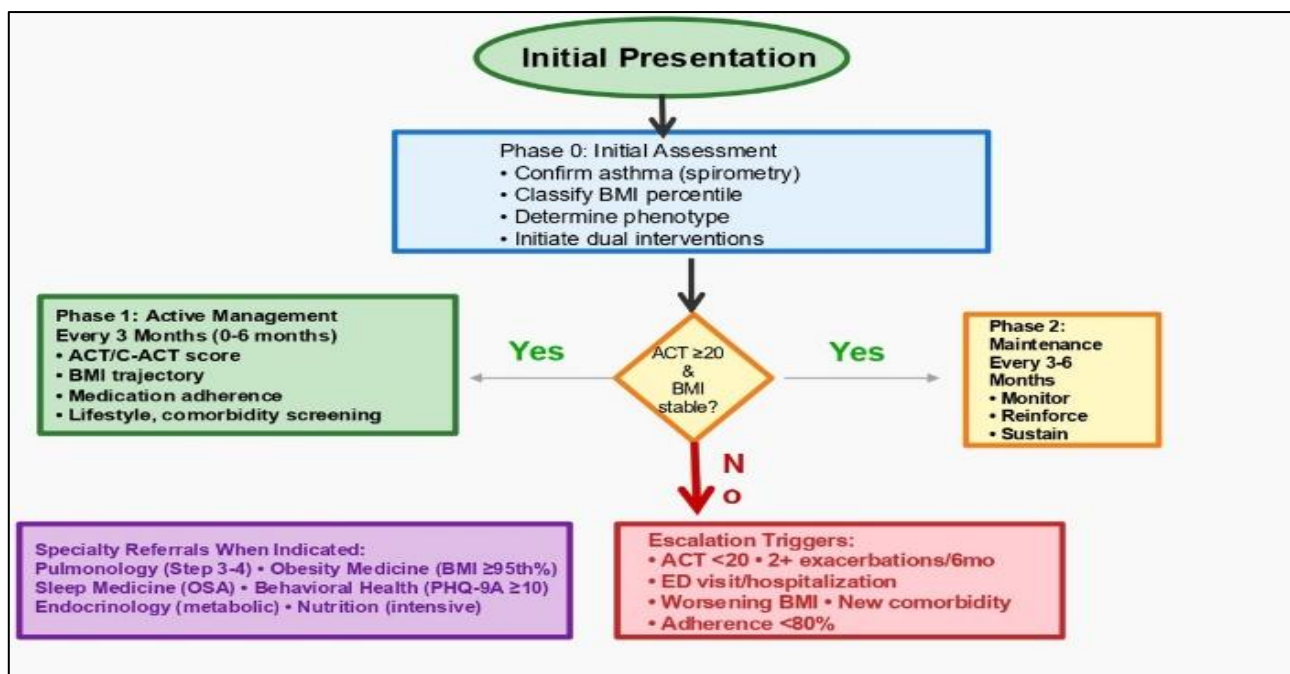 Initial Presentation
Phase 0: Initial Assessment
• Confirm asthma (spirometry)
• Classify BMI percentile
• Determine phenotype
• Initiate dual interventions
Phase 1: Active Management
Every 3 Months (0-6 months)
• ACT/C-ACT score
• BMI trajectory
• Medication adherence
• Lifestyle, comorbidity screening
Yes
ACT ≥20
&
BMI
stable?
Yes
Phase 2:
Maintenance
Every 3-6
Months
• Monitor
• Reinforce
• Sustain
N
o
Specialty Referrals When Indicated:
Pulmonology (Step 3-4) • Obesity Medicine (BMI ≥95th%)
Sleep Medicine (OSA) • Behavioral Health (PHQ-9A ≥10)
Endocrinology (metabolic) • Nutrition (intensive)
Escalation Triggers:
• ACT <20 • 2+ exacerbations/6mo
• ED visit/hospitalization
• Worsening BMI • New comorbidity
• Adherence <80%